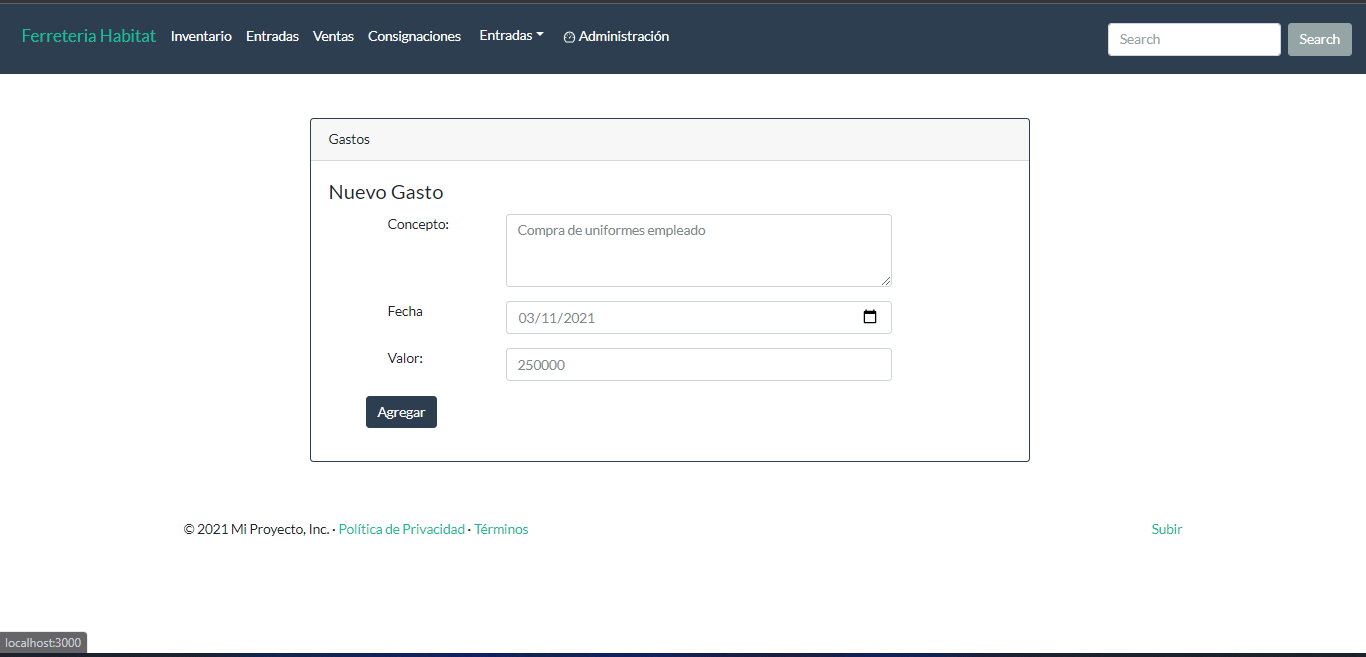 Ferreteria Habitat Inventario Entradas Ventas Consignaciones Entradas Administración Search Search
Gastos
Nuevo Gasto
Concepto: Compra de uniformes empleado
Fecha 03/11/2021
Valor: 250000
Agregar
© 2021 Mi Proyecto, Inc. · Política de Privacidad · Términos Subir
localhost:3000